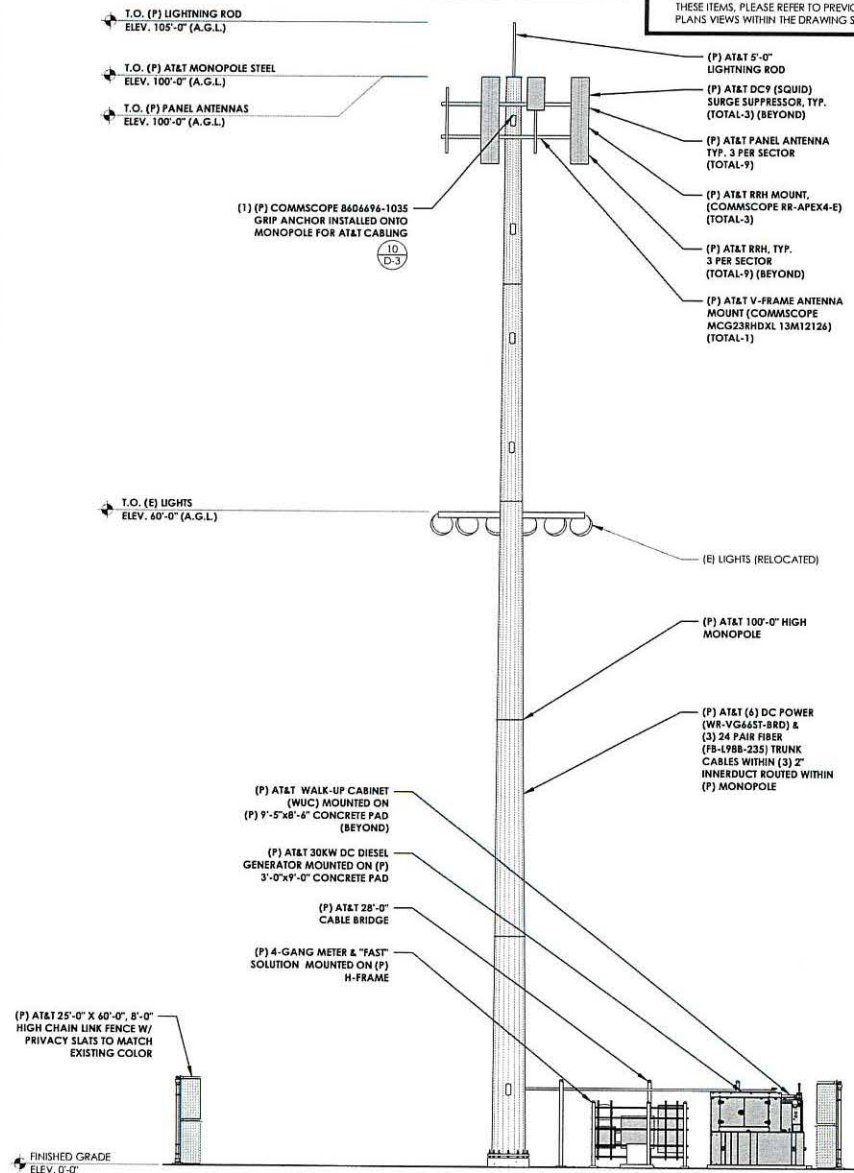 THESE ITEMS, PLEASE REFER TO
PLANS VIEWS WITHIN THE DRAWING
T.O. (P) LIGHTNING ROD
ELEV. 105'-0" (A.G.L.)
T.O. (P) AT&T MONOPOLE STEEL
ELEV. 100'-0" (A.G.L.)
T.O. (P) PANEL ANTENNAS
ELEV. 100'-0" (A.G.L.)
(P) AT&T 5'-0"
LIGHTNING ROD
(P) AT&T DC9 (SQUID)
SURGE SUPPRESSOR, TYP.
(TOTAL-3) (BEYOND)
(P) AT&T PANEL ANTENNA
TYP. 3 PER SECTOR
(TOTAL-9)
(P) AT&T RRH MOUNT,
(COMMSCOPE RR-APEX4-E)
(TOTAL-3)
(P) AT&T RRH, TYP.
3 PER SECTOR
(TOTAL-9) (BEYOND)
(P) AT&T V-FRAME ANTENNA
MOUNT (COMMSCOPE
MCG23RHDXL 13M12126)
(TOTAL-1)
(1) (P) COMMSCOPE 8606696-1035
GRIP ANCHOR INSTALLED ONTO
MONOPOLE FOR AT&T CABLING
10
D-3
T.O. (E) LIGHTS
ELEV. 60'-0" (A.G.L.)
(E) LIGHTS (RELOCATED)
(P) AT&T 100'-0" HIGH
MONOPOLE
(P) AT&T (6) DC POWER
(WR-VG66ST-BRD) &
(3) 24 PAIR FIBER
(FB-L98B-235) TRUNK
CABLES WITHIN (3) 2"
INNERDUCT ROUTED WITHIN
(P) MONOPOLE
(P) AT&T WALK-UP CABINET
(WUC) MOUNTED ON
(P) 9'-5"x8'-6" CONCRETE PAD
(BEYOND)
(P) AT&T 30KW DC DIESEL
GENERATOR MOUNTED ON (P)
3'-0"x9'-0" CONCRETE PAD
(P) AT&T 28'-0"
CABLE BRIDGE
(P) 4-GANG METER & "FAST"
SOLUTION MOUNTED ON (P)
H-FRAME
(P) AT&T 25'-0" X 60'-0", 8'-0"
HIGH CHAIN LINK FENCE W/
PRIVACY SLATS TO MATCH
EXISTING COLOR
FINISHED GRADE
ELEV. 0'-0"